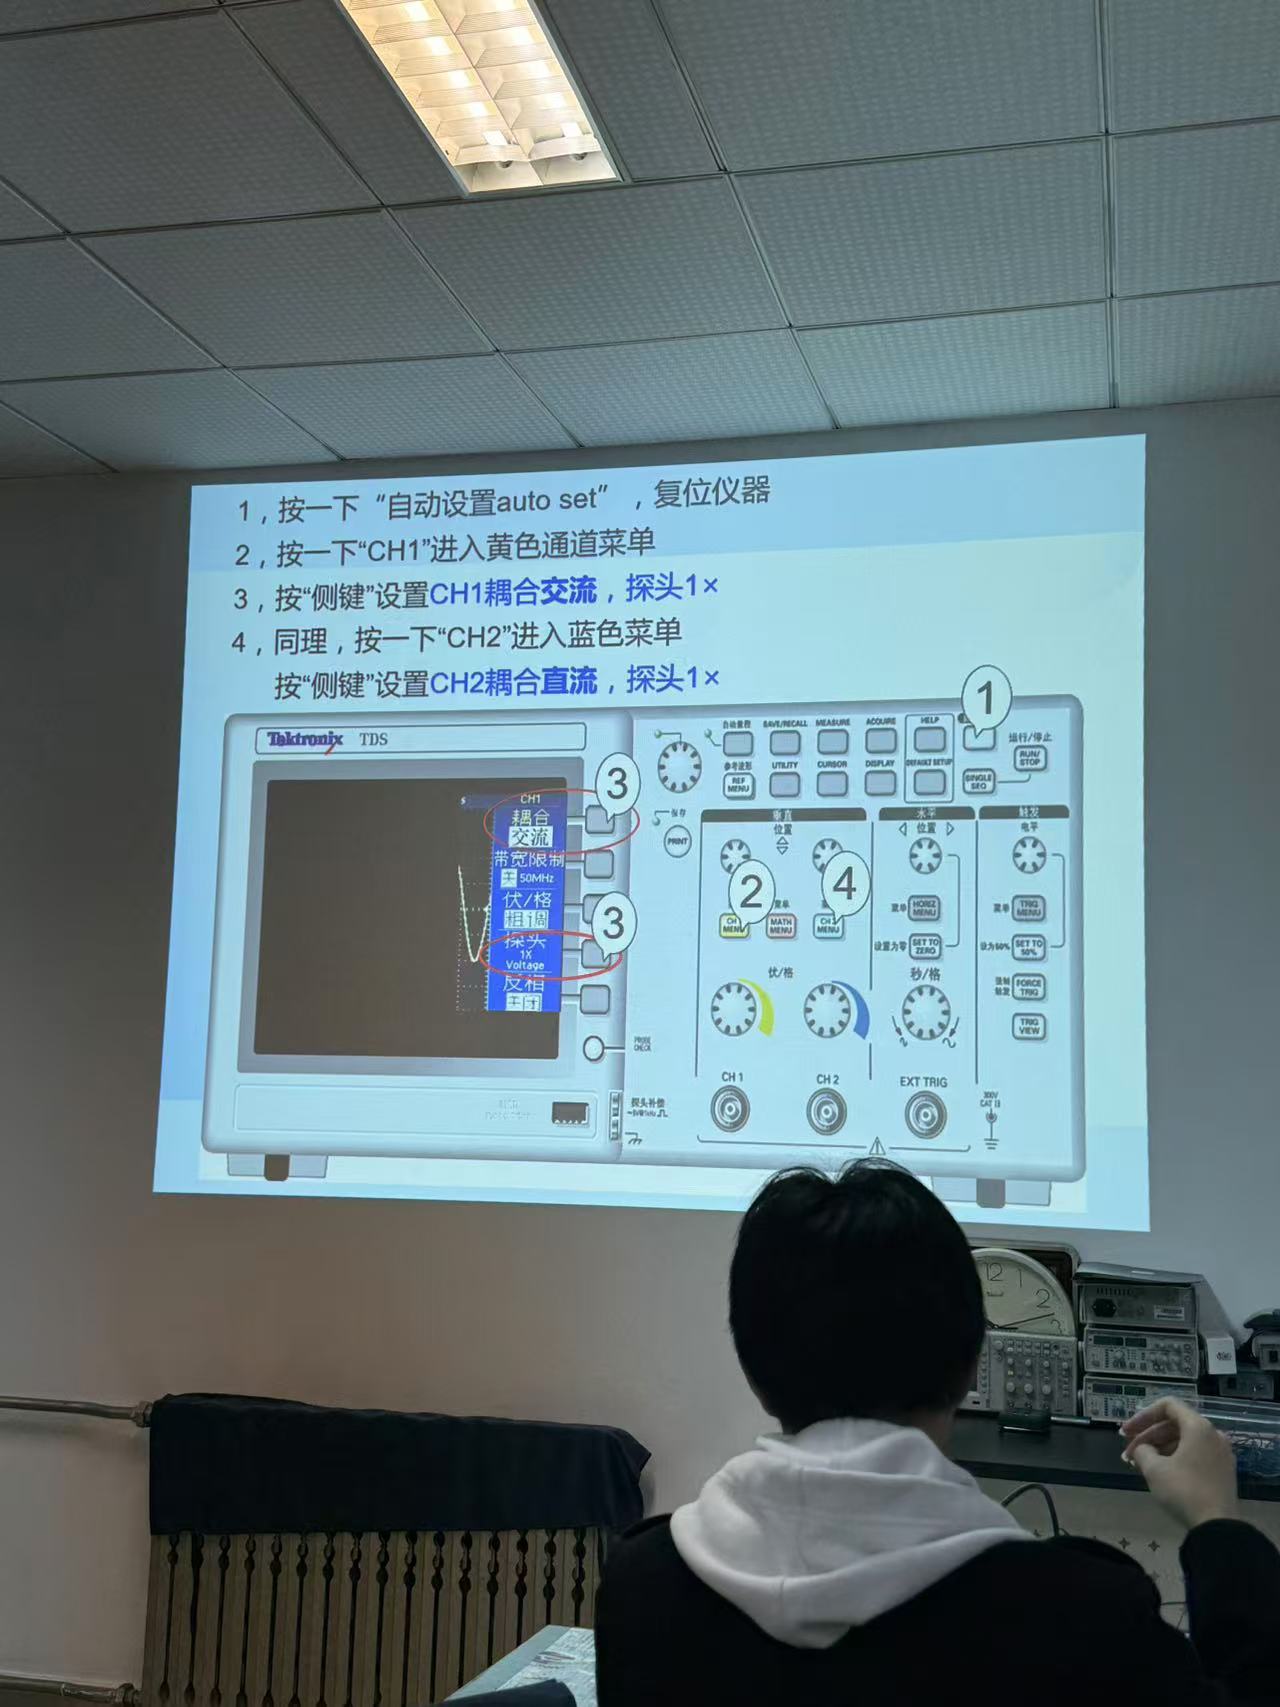 1，按一下“自动设置auto set”，复位仪器
2，按一下“CH1”进入黄色通道菜单
3，按“侧键”设置CH1耦合交流，探头1×
4，同理，按一下“CH2”进入蓝色菜单
按“侧键”设置CH2耦合直流，探头1×
Tektronix TDS
CH1
耦合
交流
带宽限制
关 50MHz
伏/格
粗调
探头
1X
Voltage
反相
关闭
3
3
PROBE CHECK
探头补偿
1
自动量程 SAVE/RECALL MEASURE ACQUIRE HELP
运行/停止
RUN/STOP
参考波形 UTILITY CURSOR DISPLAY DEFAULT SETUP
REF MENU
SINGLE SEQ
保存
PRINT
垂直
位置
水平
位置
触发
电平
2
4
菜单
CH 1 MENU
MATH MENU
CH 2 MENU
菜单
HORIZ MENU
菜单
TRIG MENU
设置为零
SET TO ZERO
设为50%
SET TO 50%
伏/格
秒/格
强制触发
FORCE TRIG
TRIG VIEW
CH 1
CH 2
EXT TRIG
300V
CAT II
12
1
2
3